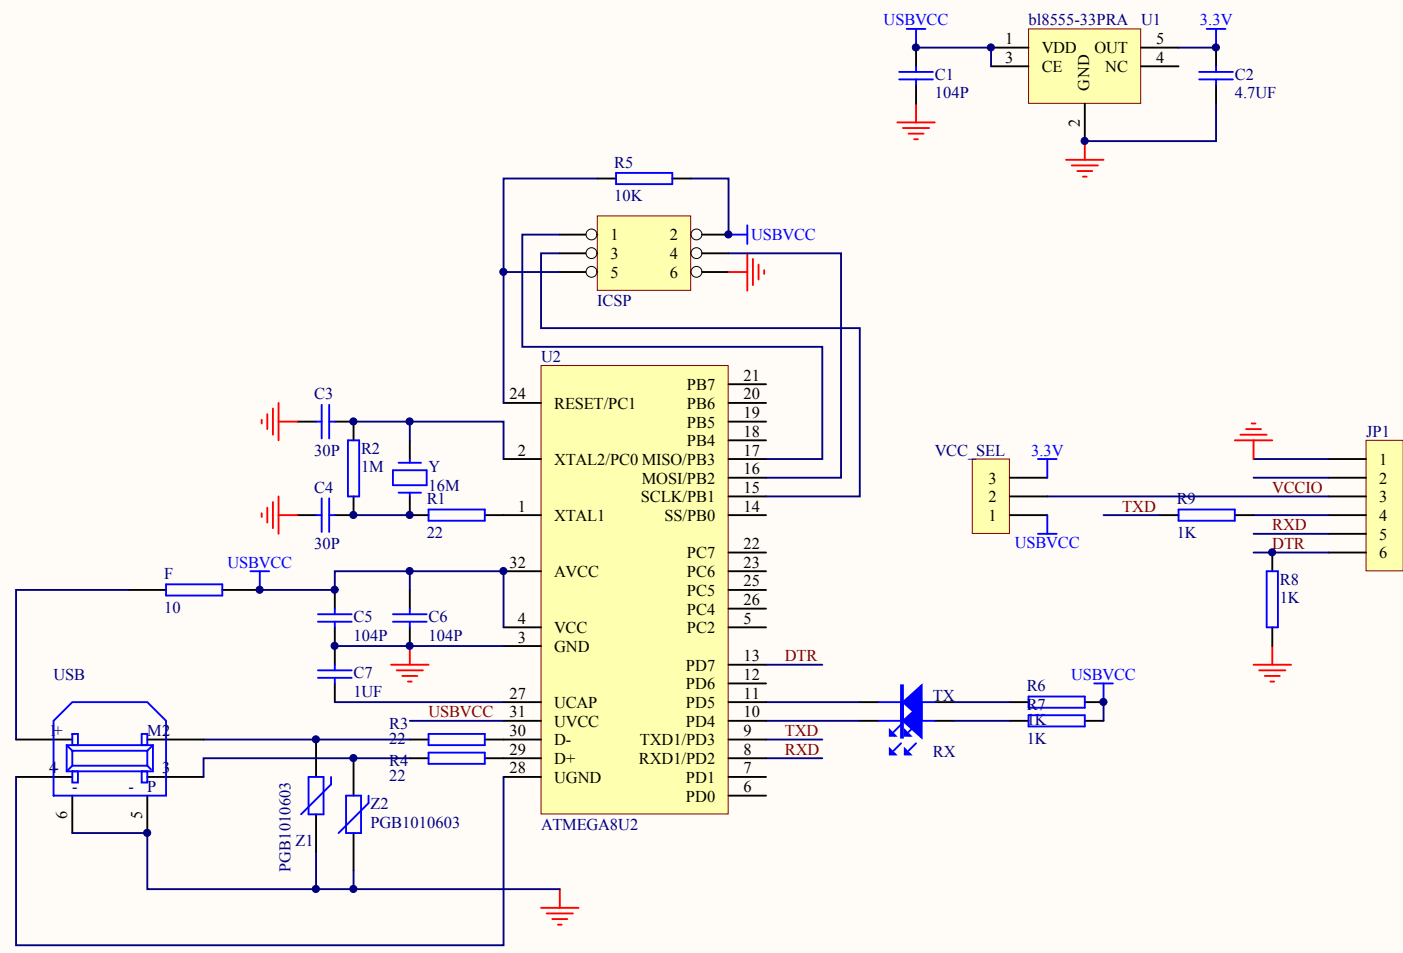 USBVCC
bl8555-33PRA U1
3.3V
1 VDD OUT 5
3 CE NC 4
GND
2
C1
104P
C2
4.7UF
R5
10K
1 2 USBVCC
3 4
5 6
ICSP
U2
24 RESET/PC1
2 XTAL2/PC0
1 XTAL1
32 AVCC
4 VCC
3 GND
27 UCAP
31 UVCC
30 D-
29 D+
28 UGND
PB7 21
PB6 20
PB5 19
PB4 18
MISO/PB3 17
MOSI/PB2 16
SCLK/PB1 15
SS/PB0 14
PC7 22
PC6 23
PC5 25
PC4 26
PC2 5
PD7 13 DTR
PD6 12
PD5 11
PD4 10
TXD1/PD3 9 TXD
RXD1/PD2 8 RXD
PD1 7
PD0 6
ATMEGA8U2
C3
30P
R2
1M
Y
16M
C4
30P
R1
22
USBVCC
F
10
C5
104P
C6
104P
C7
1UF
USBVCC
R3
22
R4
22
USB
1 + M 2
4 3
- - P
6 5
PGB1010603
Z1
Z2
PGB1010603
TX
RX
R6
1K
R7
1K
USBVCC
VCC_SEL
3 3.3V
2
1
USBVCC
JP1
1
2
VCCIO 3
TXD R9 4
1K
RXD 5
DTR 6
R8
1K